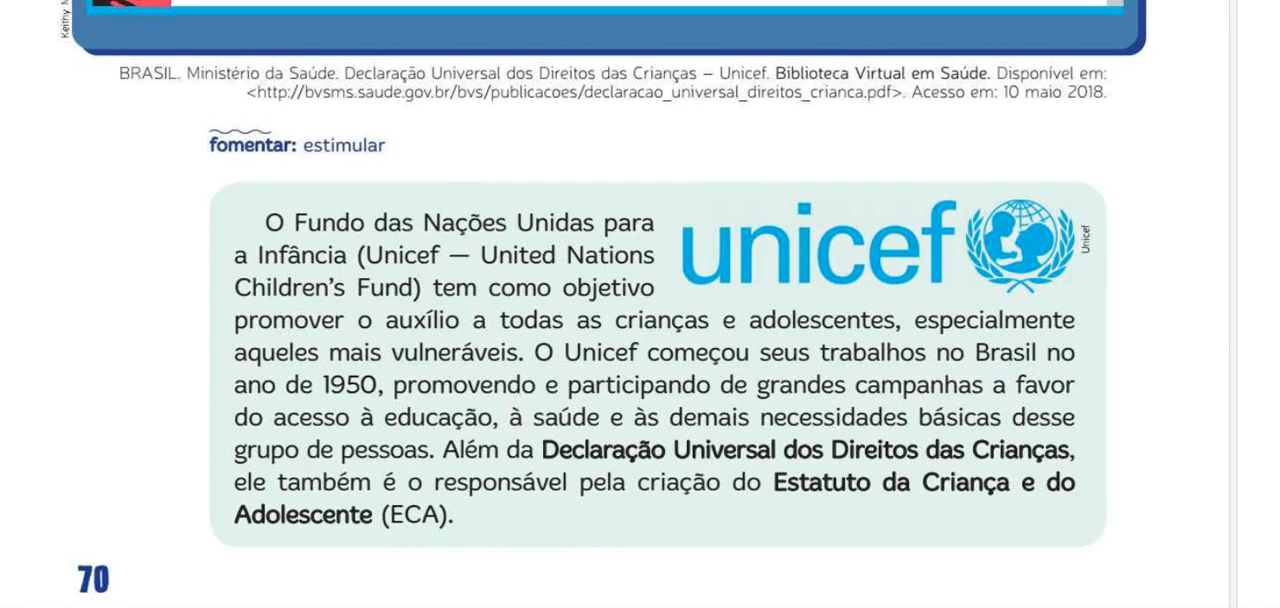 BRASIL. Ministério da Saúde. Declaração Universal dos Direitos das Crianças – Unicef. Biblioteca Virtual em Saúde. Disponível em:
<http://bvsms.saude.gov.br/bvs/publicacoes/declaracao_universal_direitos_crianca.pdf>. Acesso em: 10 maio 2018.
fomentar: estimular
O Fundo das Nações Unidas para
a Infância (Unicef — United Nations
Children's Fund) tem como objetivo
unicef
Unicef
promover o auxílio a todas as crianças e adolescentes, especialmente
aqueles mais vulneráveis. O Unicef começou seus trabalhos no Brasil no
ano de 1950, promovendo e participando de grandes campanhas a favor
do acesso à educação, à saúde e às demais necessidades básicas desse
grupo de pessoas. Além da Declaração Universal dos Direitos das Crianças,
ele também é o responsável pela criação do Estatuto da Criança e do
Adolescente (ECA).
70